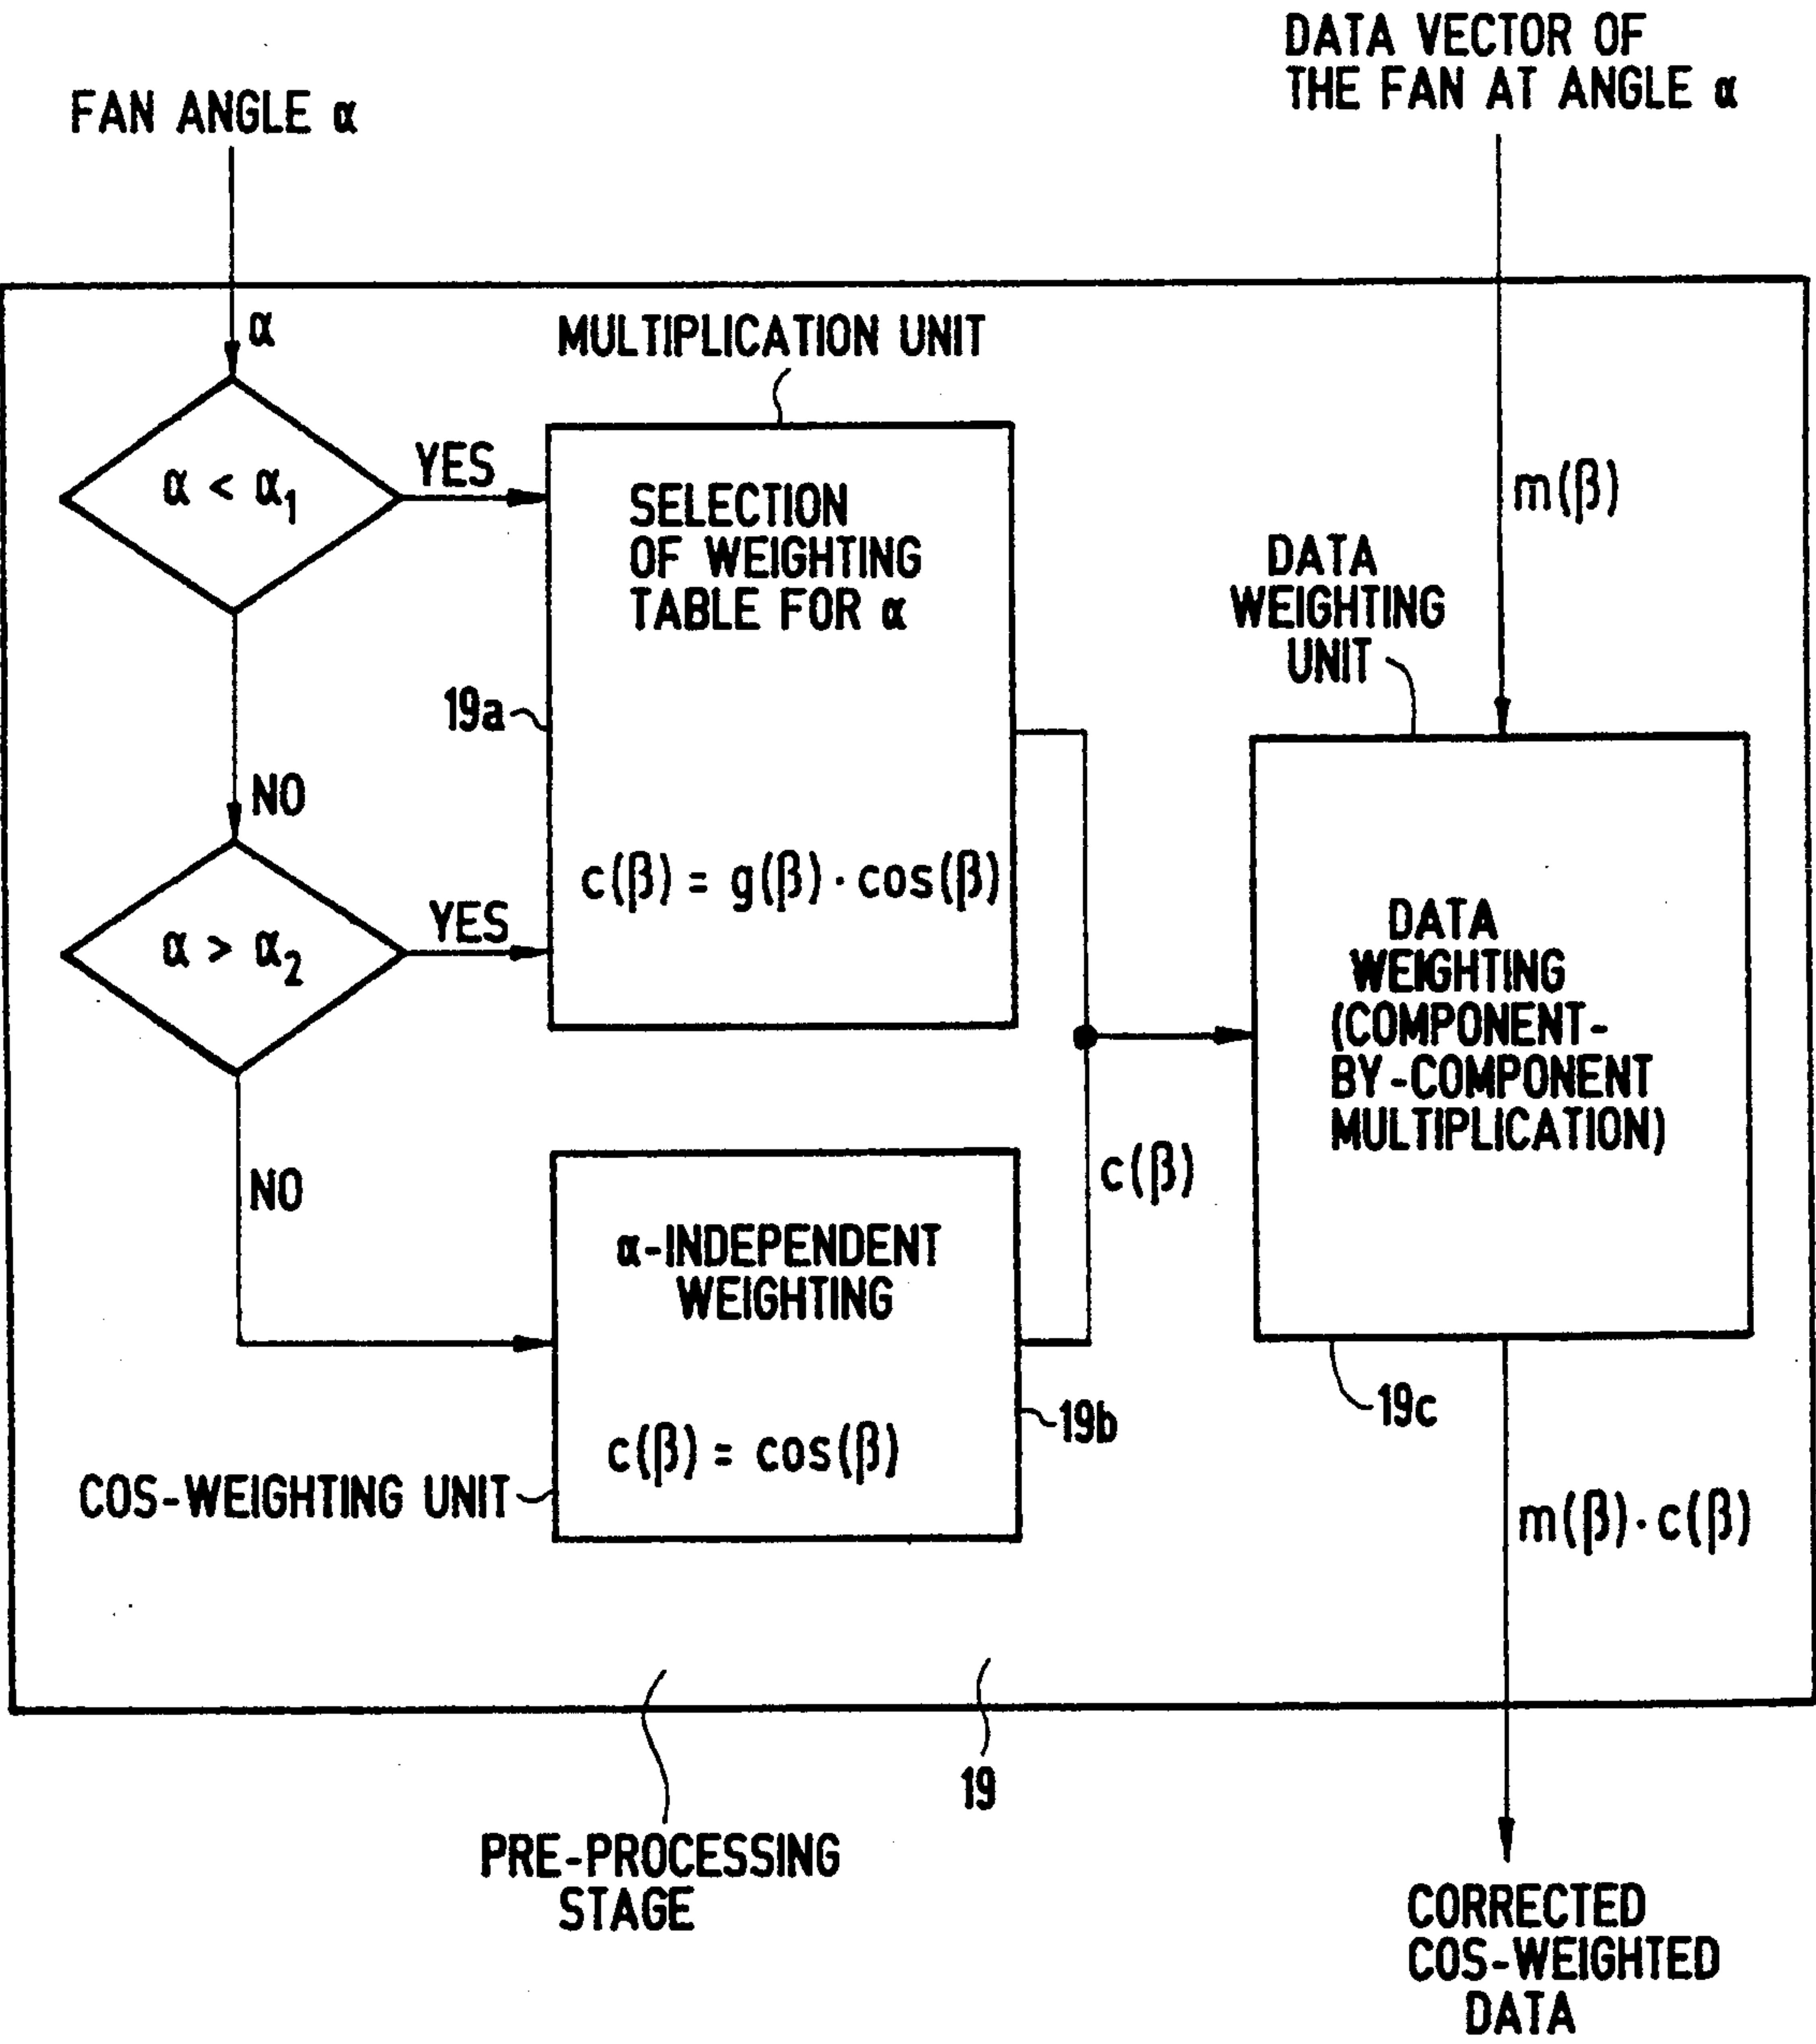 DATA VECTOR OF
THE FAN AT ANGLE α
FAN ANGLE α
α
MULTIPLICATION UNIT
α < α1
YES
SELECTION
OF WEIGHTING
TABLE FOR α
19a
c(β) = g(β) · cos(β)
NO
α > α2
YES
NO
α-INDEPENDENT
WEIGHTING
c(β) = cos(β)
COS-WEIGHTING UNIT
19b
c(β)
m(β)
DATA
WEIGHTING
UNIT
DATA
WEIGHTING
(COMPONENT-
BY-COMPONENT
MULTIPLICATION)
19c
m(β) · c(β)
19
PRE-PROCESSING
STAGE
CORRECTED
COS-WEIGHTED
DATA